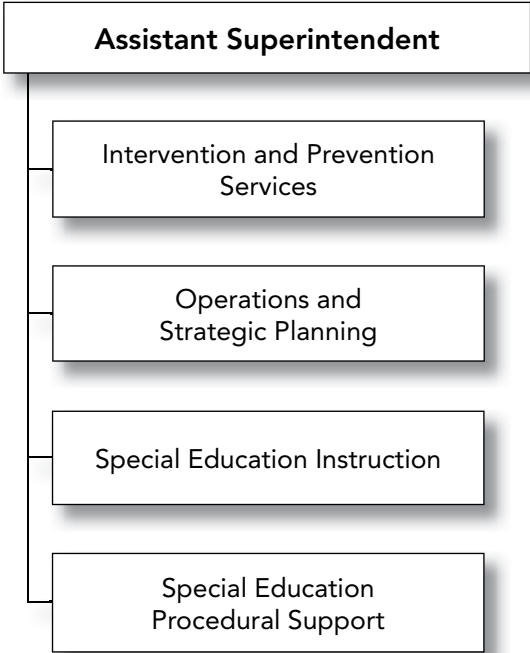 Assistant Superintendent
Intervention and Prevention
Services
Operations and
Strategic Planning
Special Education Instruction
Special Education
Procedural Support